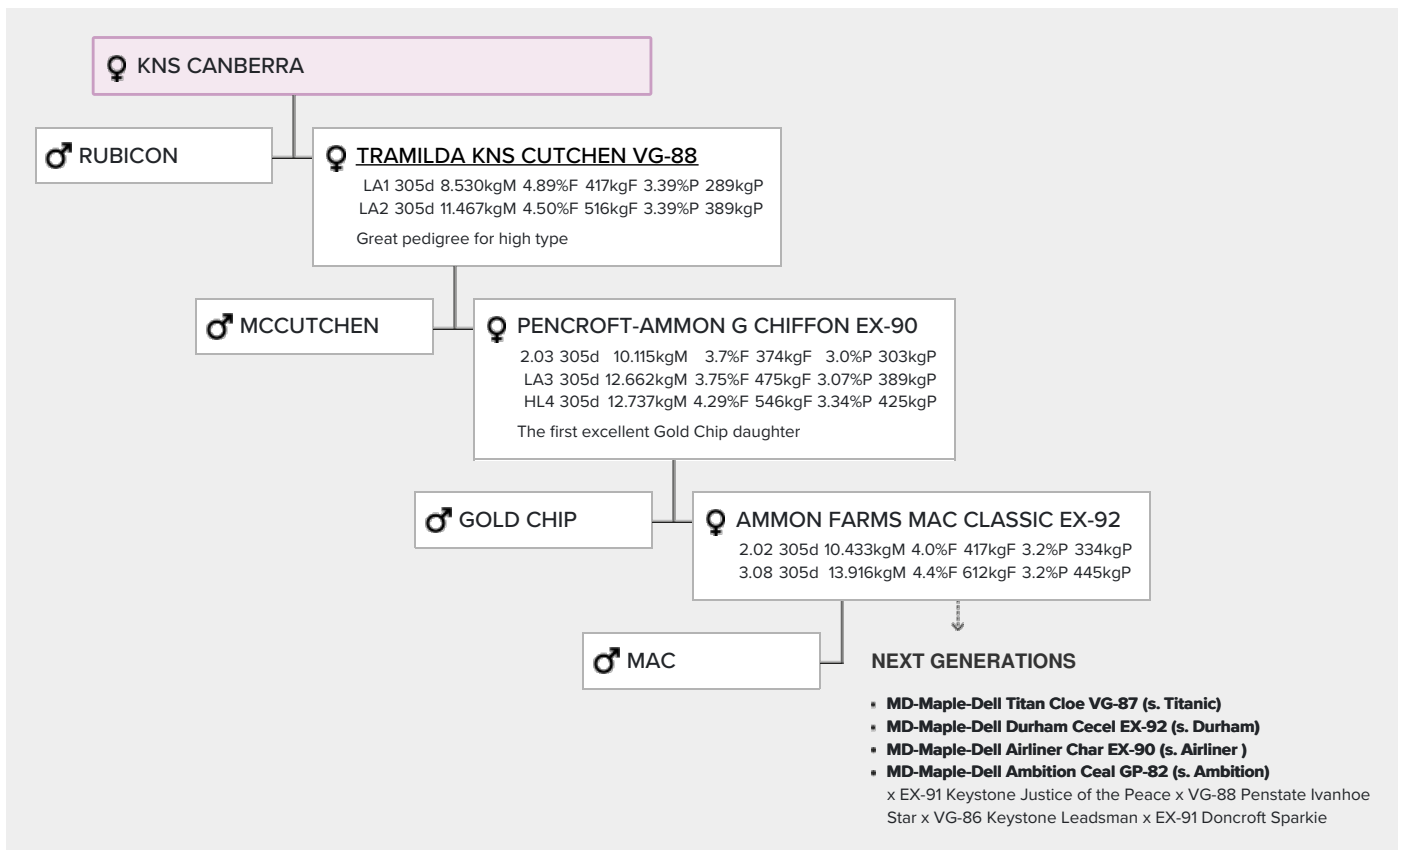 KNS CANBERRA
RUBICON
TRAMILDA KNS CUTCHEN VG-88
LA1 305d 8.530kgM 4.89%F 417kgF 3.39%P 289kgP
LA2 305d 11.467kgM 4.50%F 516kgF 3.39%P 389kgP
Great pedigree for high type
MCCUTCHEN
PENCROFT-AMMON G CHIFFON EX-90
2.03 305d 10.115kgM 3.7%F 374kgF 3.0%P 303kgP
LA3 305d 12.662kgM 3.75%F 475kgF 3.07%P 389kgP
HL4 305d 12.737kgM 4.29%F 546kgF 3.34%P 425kgP
The first excellent Gold Chip daughter
GOLD CHIP
AMMON FARMS MAC CLASSIC EX-92
2.02 305d 10.433kgM 4.0%F 417kgF 3.2%P 334kgP
3.08 305d 13.916kgM 4.4%F 612kgF 3.2%P 445kgP
MAC
NEXT GENERATIONS
MD-Maple-Dell Titan Cloe VG-87 (s. Titanic)
MD-Maple-Dell Durham Cecel EX-92 (s. Durham)
MD-Maple-Dell Airliner Char EX-90 (s. Airliner )
MD-Maple-Dell Ambition Ceal GP-82 (s. Ambition)
x EX-91 Keystone Justice of the Peace x VG-88 Penstate Ivanhoe
Star x VG-86 Keystone Leadsman x EX-91 Doncroft Sparkie